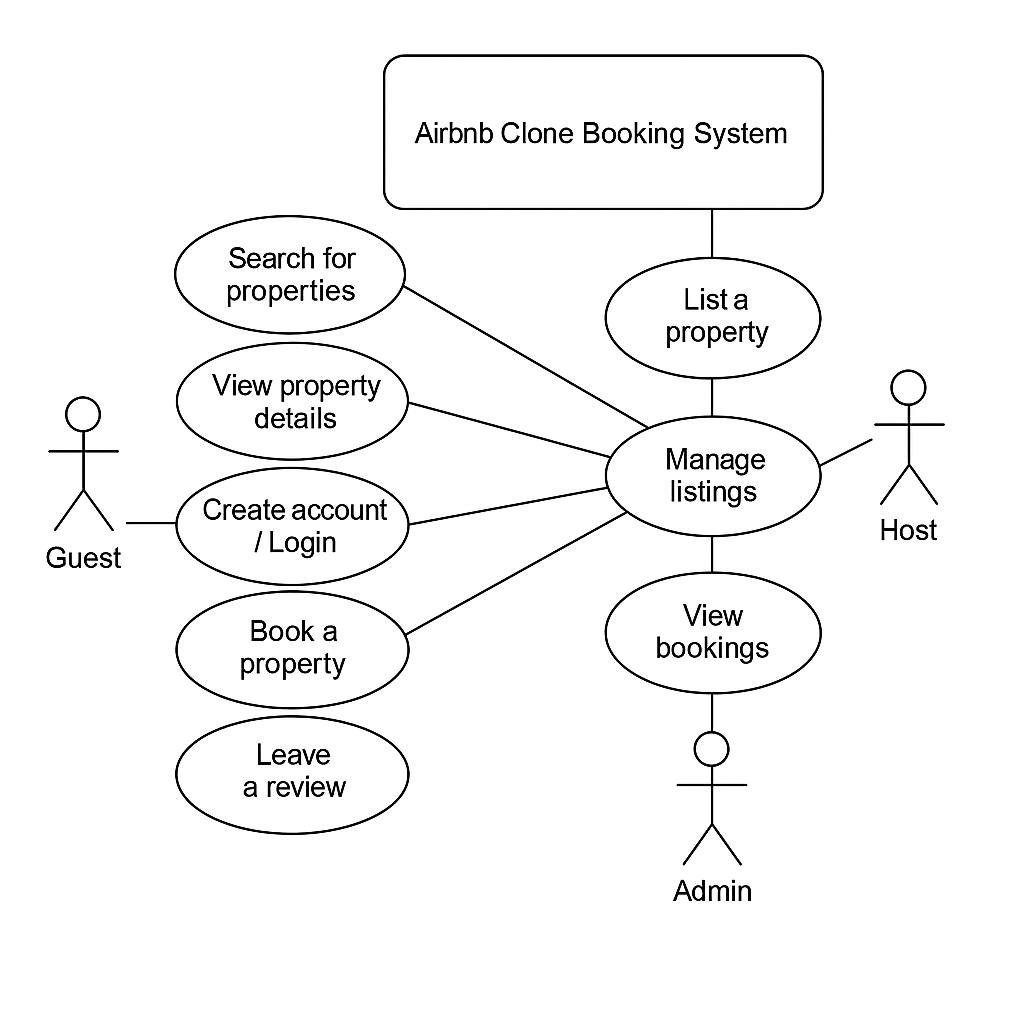 Airbnb Clone Booking System
Search for
properties
List a
property
View property
details
Manage
listings
Create account
/ Login
Guest
Host
Book a
property
View
bookings
Leave
a review
Admin